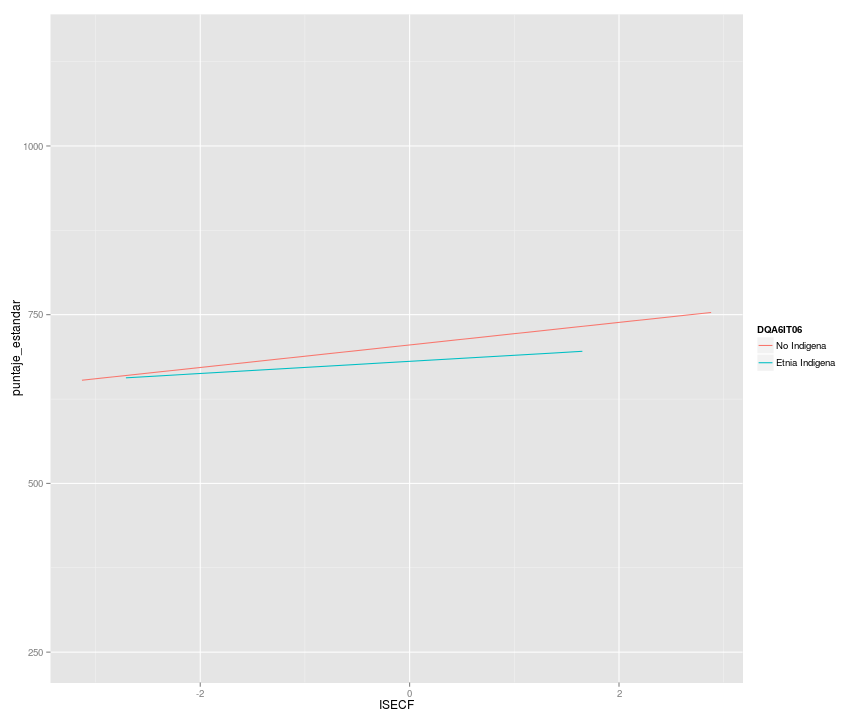 1000
750
500
250
puntaje_estandar
-2
0
2
ISECF
DQA6IT06
No Indigena
Etnia Indigena